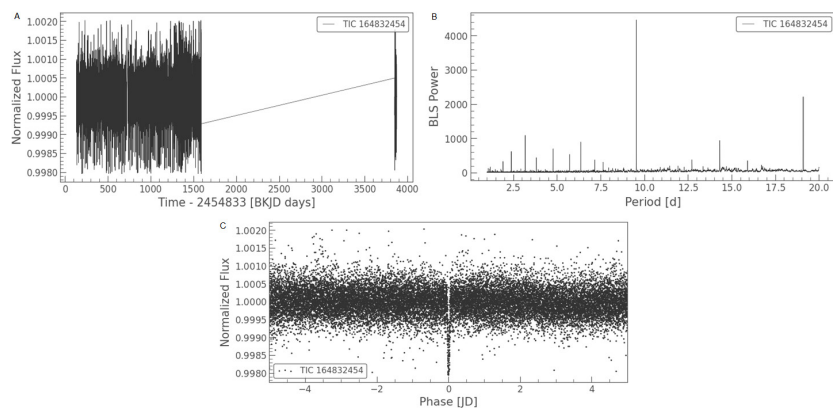 A
TIC 164832454
Normalized Flux
1.0020
1.0015
1.0010
1.0005
1.0000
0.9995
0.9990
0.9985
0.9980
0 500 1000 1500 2000 2500 3000 3500 4000
Time - 2454833 [BKJD days]
B
TIC 164832454
BLS Power
4000
3000
2000
1000
0
2.5 5.0 7.5 10.0 12.5 15.0 17.5 20.0
Period [d]
C
Normalized Flux
1.0020
1.0015
1.0010
1.0005
1.0000
0.9995
0.9990
0.9985
0.9980
TIC 164832454
−4 −2 0 2 4
Phase [JD]